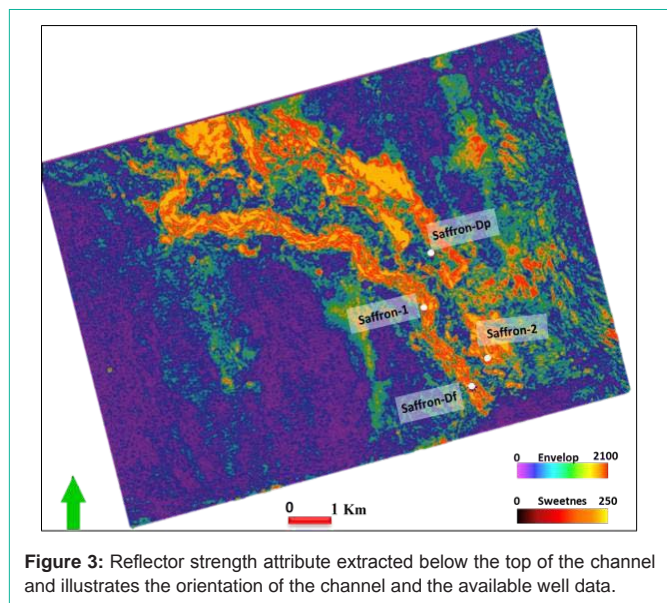 Saffron-Dp
Saffron-1
Saffron-2
Saffron-Df
0 Envelop 2100
0 Sweetnes 250
0 1 Km
Figure 3: Reflector strength attribute extracted below the top of the channel
and illustrates the orientation of the channel and the available well data.